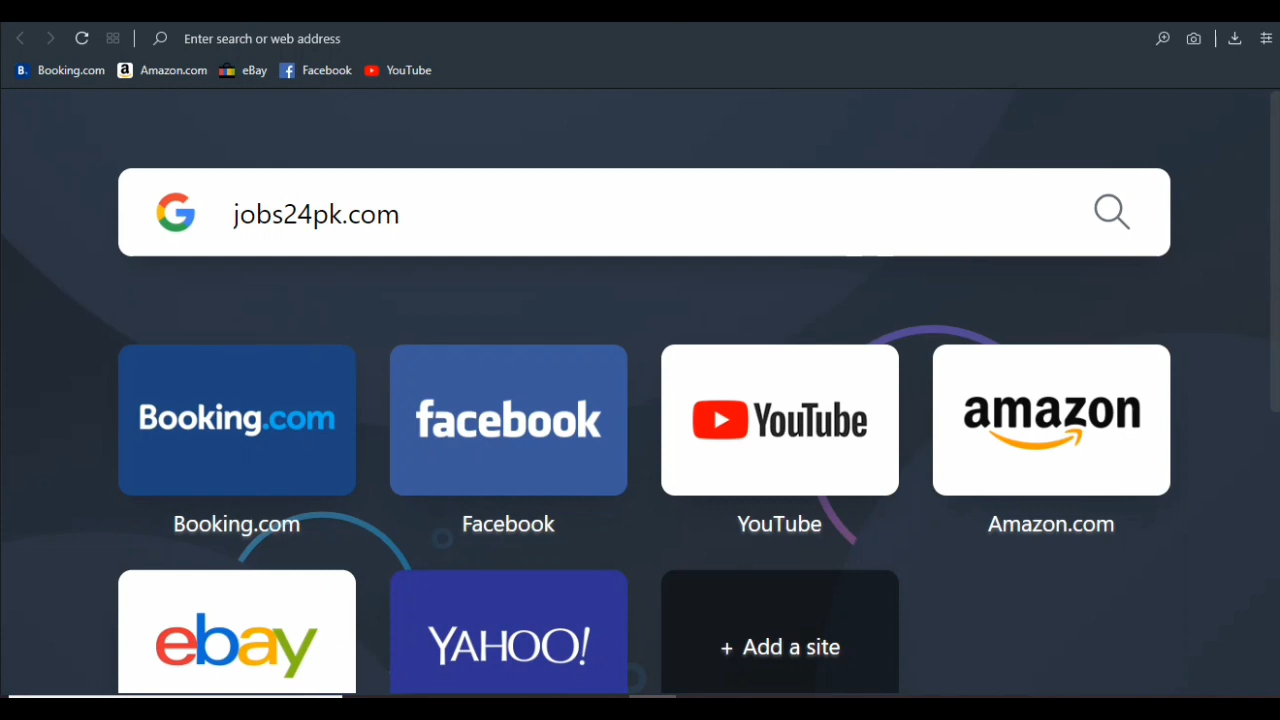 Enter search or web address
B. Booking.com a Amazon.com eBay f Facebook YouTube
G jobs24pk.com
Booking.com facebook YouTube amazon
Booking.com Facebook YouTube Amazon.com
ebay YAHOO! + Add a site